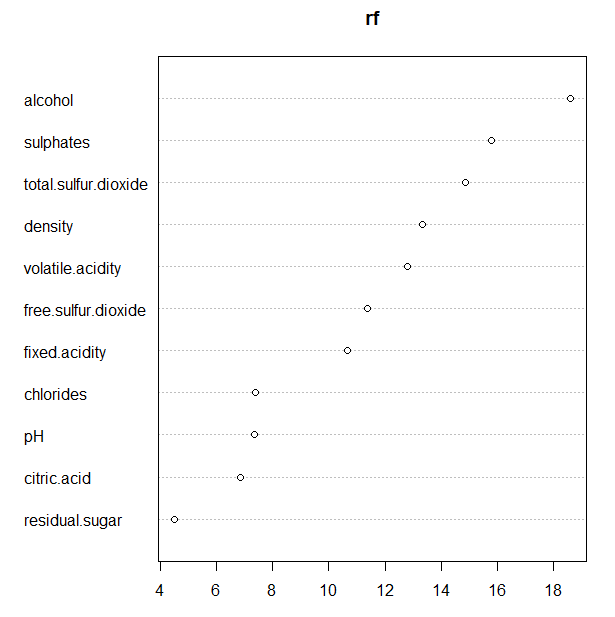 rf
alcohol
sulphates
total.sulfur.dioxide
density
volatile.acidity
free.sulfur.dioxide
fixed.acidity
chlorides
pH
citric.acid
residual.sugar
4 6 8 10 12 14 16 18